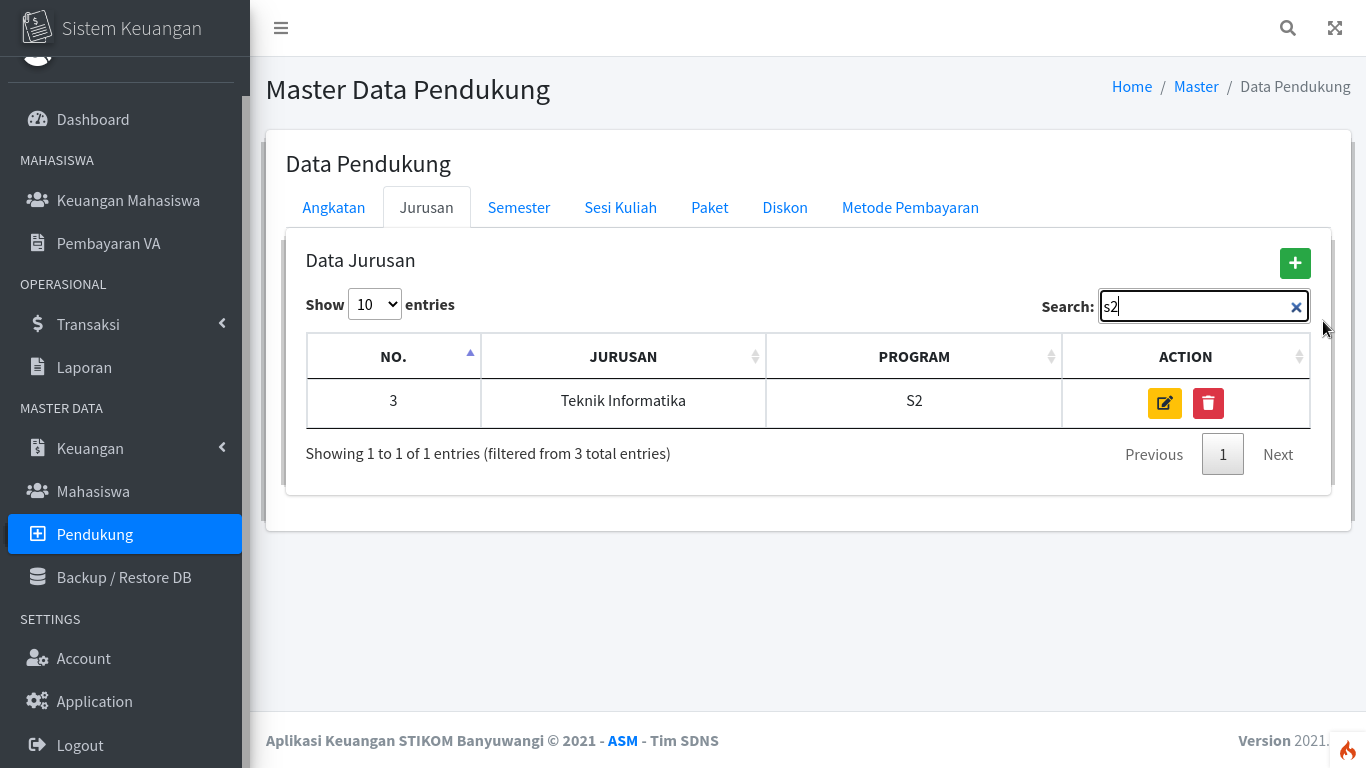 Sistem Keuangan
Dashboard
MAHASISWA
Keuangan Mahasiswa
Pembayaran VA
OPERASIONAL
Transaksi
Laporan
MASTER DATA
Keuangan
Mahasiswa
Pendukung
Backup / Restore DB
SETTINGS
Account
Application
Logout
Master Data Pendukung
Home / Master / Data Pendukung
Data Pendukung
Angkatan Jurusan Semester Sesi Kuliah Paket Diskon Metode Pembayaran
Data Jurusan
Show 10 entries Search: s2
NO. JURUSAN PROGRAM ACTION
3 Teknik Informatika S2
Showing 1 to 1 of 1 entries (filtered from 3 total entries) Previous 1 Next
Aplikasi Keuangan STIKOM Banyuwangi © 2021 - ASM - Tim SDNS Version 2021.